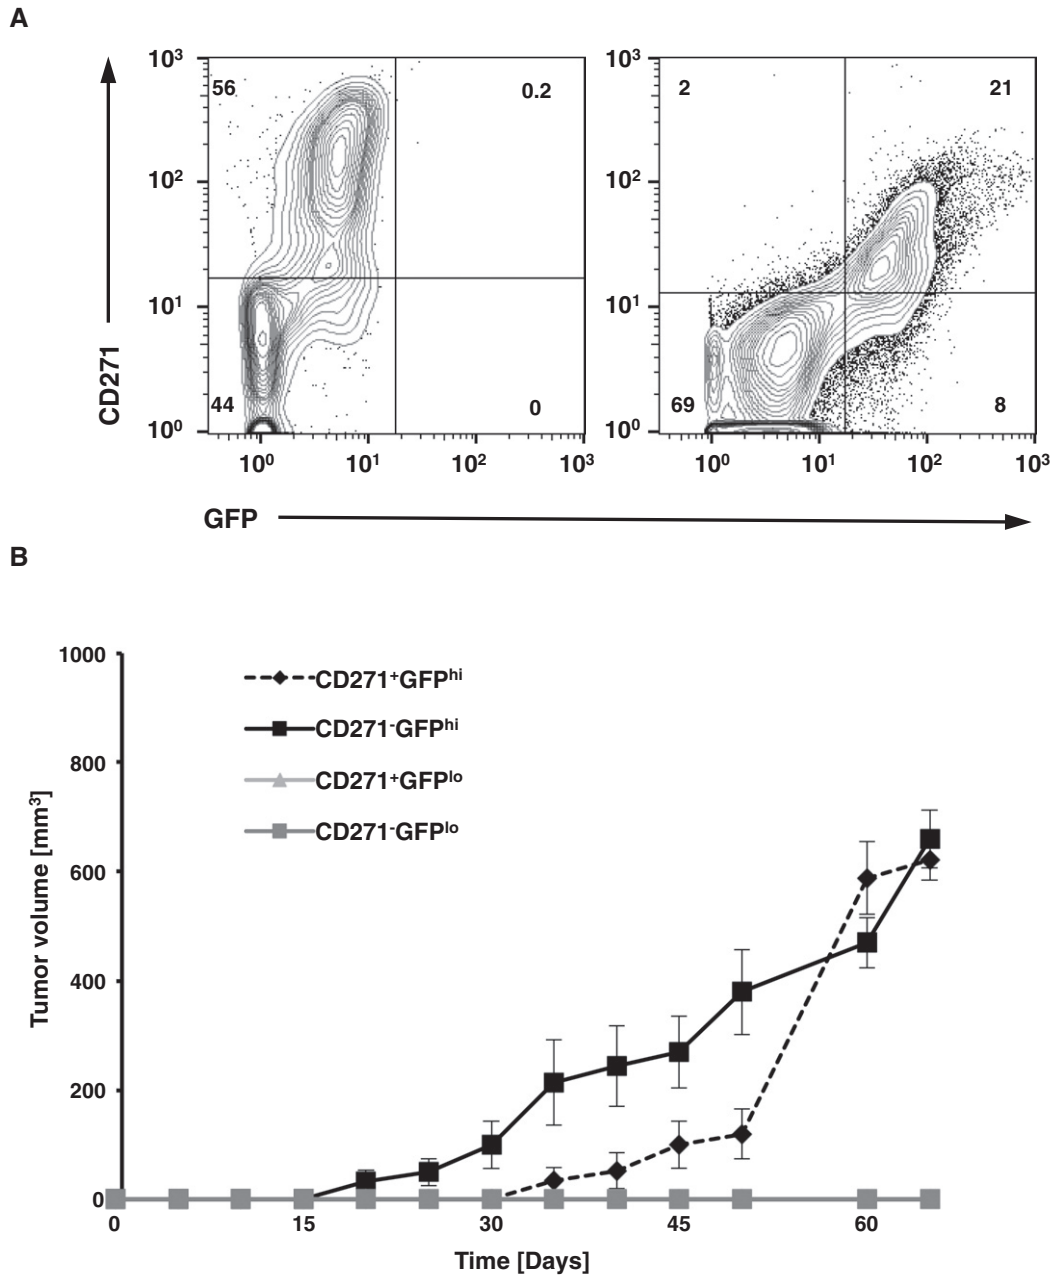 A
10³ 10³
56 0.2 2 21
10² 10²
10¹ 10¹
CD271
44 0 69 8
10⁰ 10⁰
10⁰ 10¹ 10² 10³ 10⁰ 10¹ 10² 10³
GFP
B
1000
CD271⁺GFPʰⁱ
CD271⁻GFPʰⁱ
800
CD271⁺GFPˡᵒ
CD271⁻GFPˡᵒ
Tumor volume [mm³]
600
400
200
0
0 15 30 45 60
Time [Days]